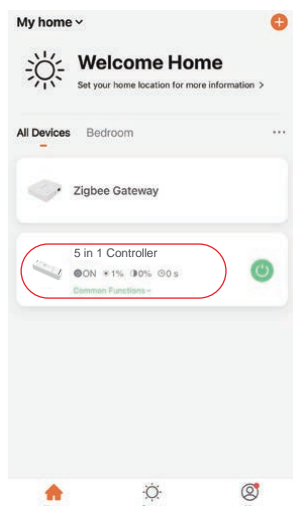 My home
Welcome Home
Set your home location for more information >
All Devices Bedroom ...
Zigbee Gateway
5 in 1 Controller
ON 1% 0% 0 s
Common Functions